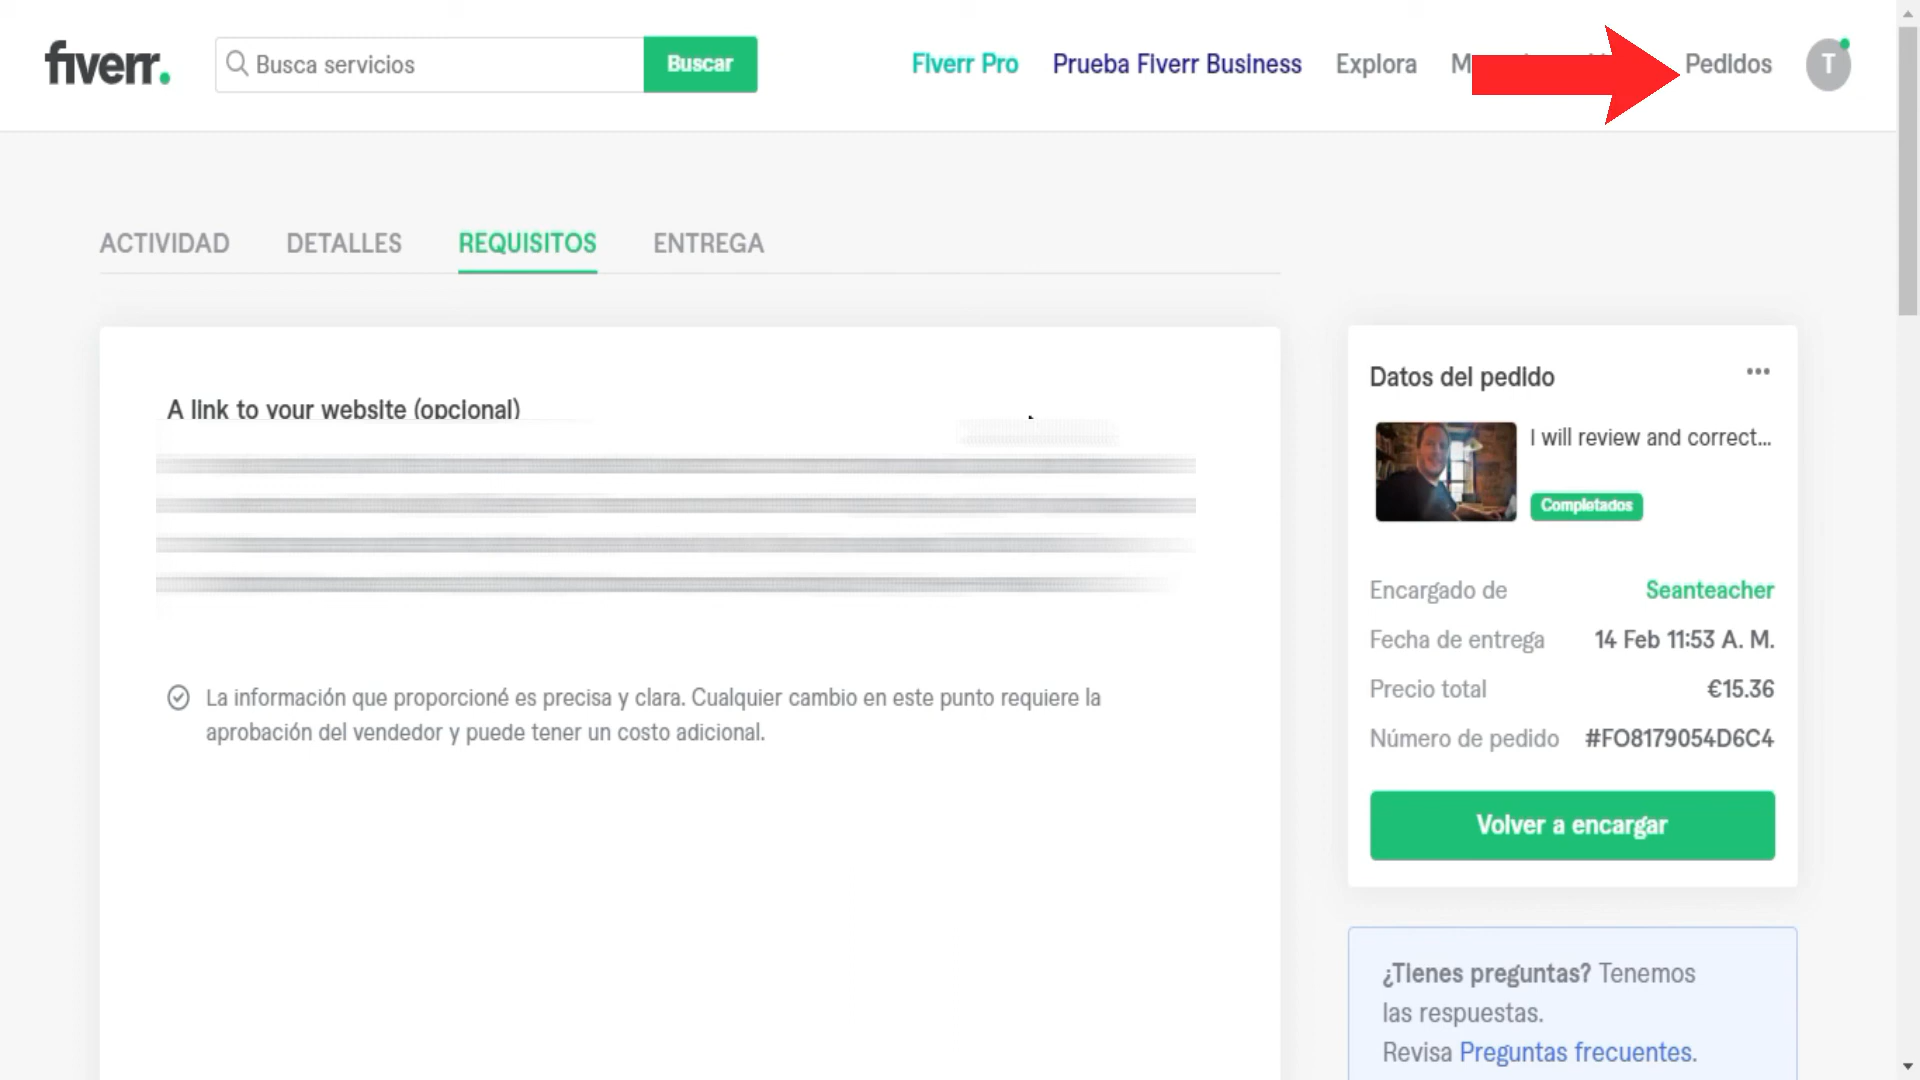 fiverr.
Busca servicios
Buscar
Fiverr Pro
Prueba Fiverr Business
Explora
Pedidos
T
ACTIVIDAD
DETALLES
REQUISITOS
ENTREGA
A link to your website (opcional)
La información que proporcioné es precisa y clara. Cualquier cambio en este punto requiere la
aprobación del vendedor y puede tener un costo adicional.
Datos del pedido
I will review and correct...
Completados
Encargado de
Seanteacher
Fecha de entrega
14 Feb 11:53 A. M.
Precio total
€15.36
Número de pedido
#FO8179054D6C4
Volver a encargar
¿Tienes preguntas? Tenemos
las respuestas.
Revisa Preguntas frecuentes.